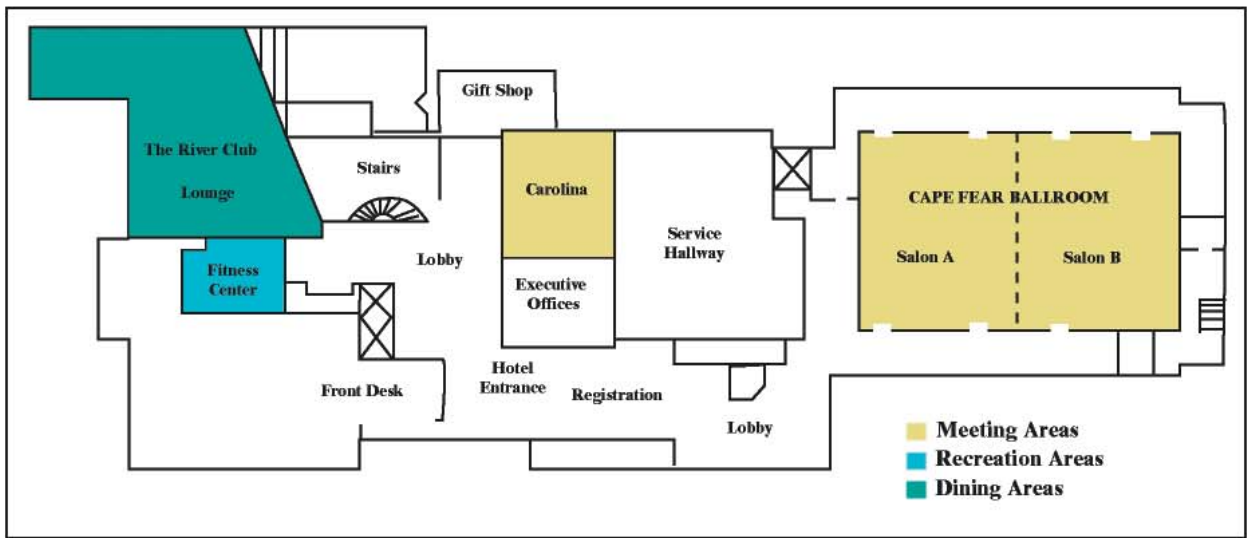 Gift Shop
The River Club
Lounge
Stairs
Carolina
CAPE FEAR BALLROOM
Service
Hallway
Salon A
Salon B
Lobby
Fitness
Center
Executive
Offices
Hotel
Entrance
Front Desk
Registration
Lobby
Meeting Areas
Recreation Areas
Dining Areas